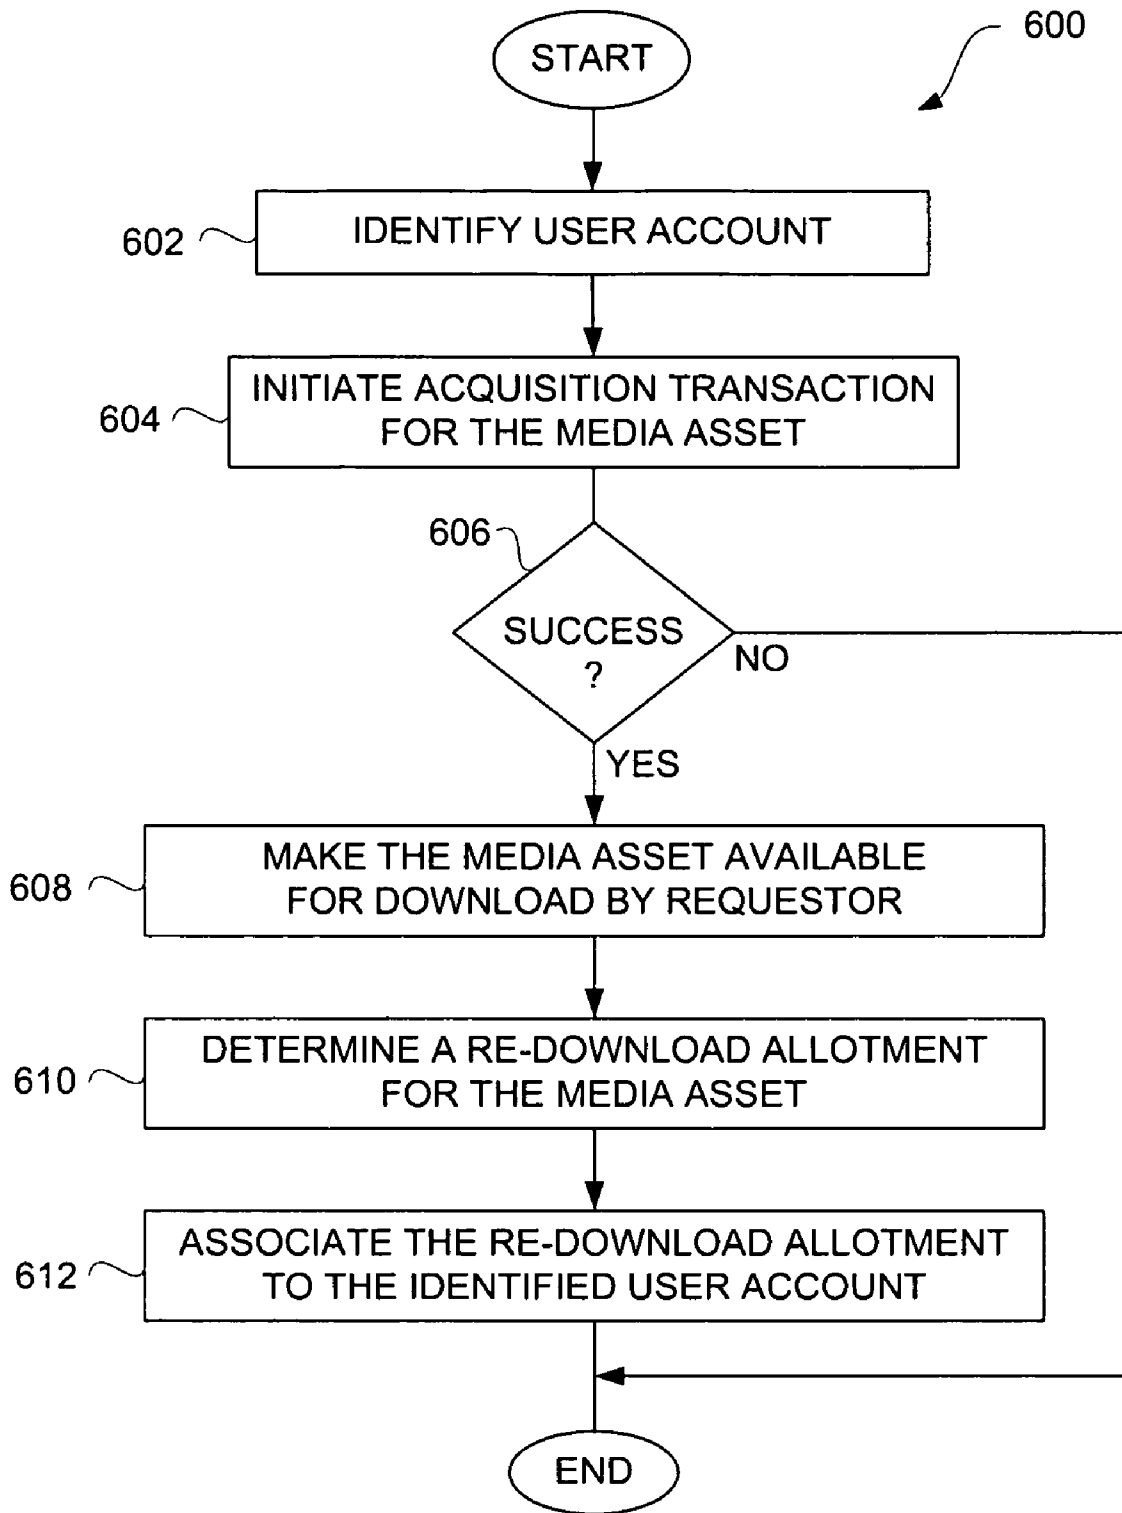 600
START
602
IDENTIFY USER ACCOUNT
604
INITIATE ACQUISITION TRANSACTION
FOR THE MEDIA ASSET
606
SUCCESS
?
NO
YES
608
MAKE THE MEDIA ASSET AVAILABLE
FOR DOWNLOAD BY REQUESTOR
610
DETERMINE A RE-DOWNLOAD ALLOTMENT
FOR THE MEDIA ASSET
612
ASSOCIATE THE RE-DOWNLOAD ALLOTMENT
TO THE IDENTIFIED USER ACCOUNT
END